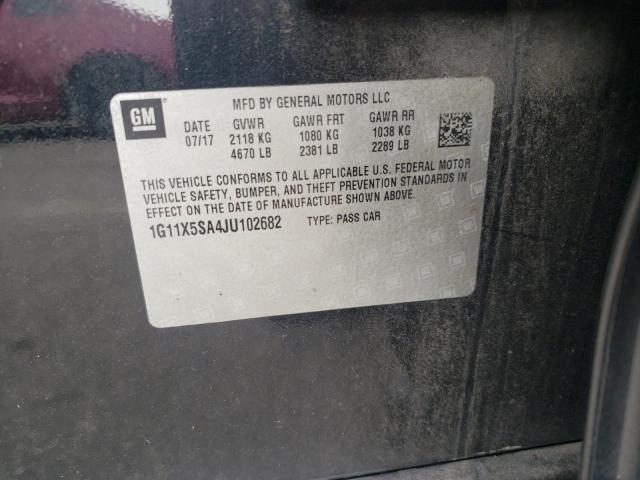 GM
MFD BY GENERAL MOTORS LLC
DATE GVWR GAWR FRT GAWR RR
07/17 2118 KG 1080 KG 1038 KG
4670 LB 2381 LB 2289 LB
THIS VEHICLE CONFORMS TO ALL APPLICABLE U.S. FEDERAL MOTOR
VEHICLE SAFETY, BUMPER, AND THEFT PREVENTION STANDARDS IN
EFFECT ON THE DATE OF MANUFACTURE SHOWN ABOVE.
1G11X5SA4JU102682 TYPE: PASS CAR